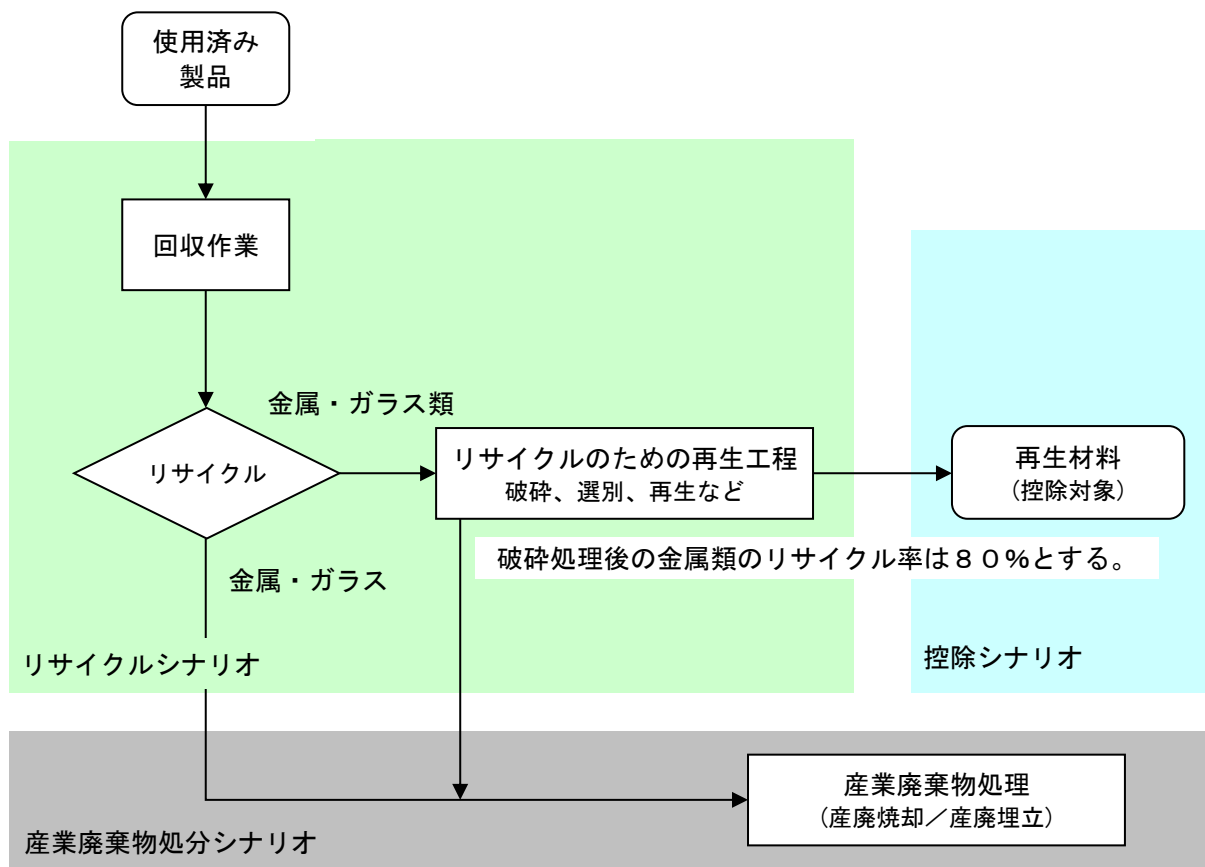 使用済み
製品
回収作業
金属・ガラス類
リサイクル
リサイクルのための再生工程
破砕、選別、再生など
再生材料
(控除対象)
破砕処理後の金属類のリサイクル率は８０%とする。
金属・ガラス
リサイクルシナリオ
控除シナリオ
産業廃棄物処理
(産廃焼却／産廃埋立)
産業廃棄物処分シナリオ